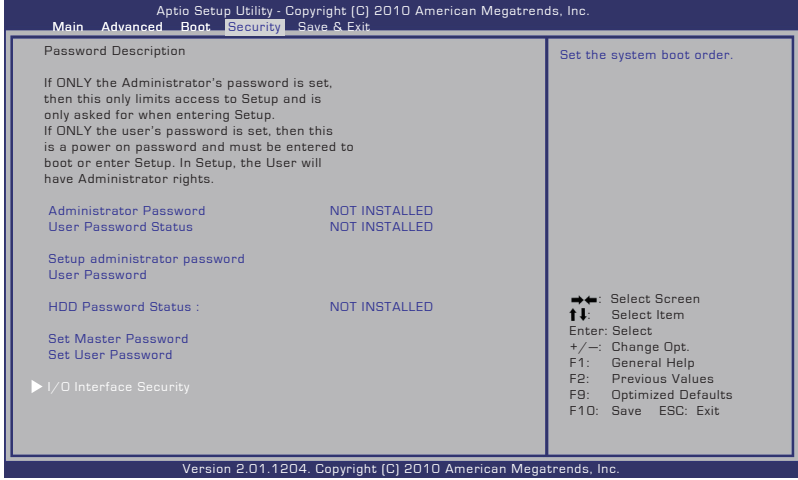 Aptio Setup Utility - Copyright (C) 2010 American Megatrends, Inc.
Main Advanced Boot Security Save & Exit
Password Description
If ONLY the Administrator's password is set,
then this only limits access to Setup and is
only asked for when entering Setup.
If ONLY the user's password is set, then this
is a power on password and must be entered to
boot or enter Setup. In Setup, the User will
have Administrator rights.
Administrator Password NOT INSTALLED
User Password Status NOT INSTALLED
Setup administrator password
User Password
HDD Password Status : NOT INSTALLED
Set Master Password
Set User Password
I/O Interface Security
Set the system boot order.
→←: Select Screen
↑↓: Select Item
Enter: Select
+/—: Change Opt.
F1: General Help
F2: Previous Values
F9: Optimized Defaults
F10: Save ESC: Exit
Version 2.01.1204. Copyright (C) 2010 American Megatrends, Inc.